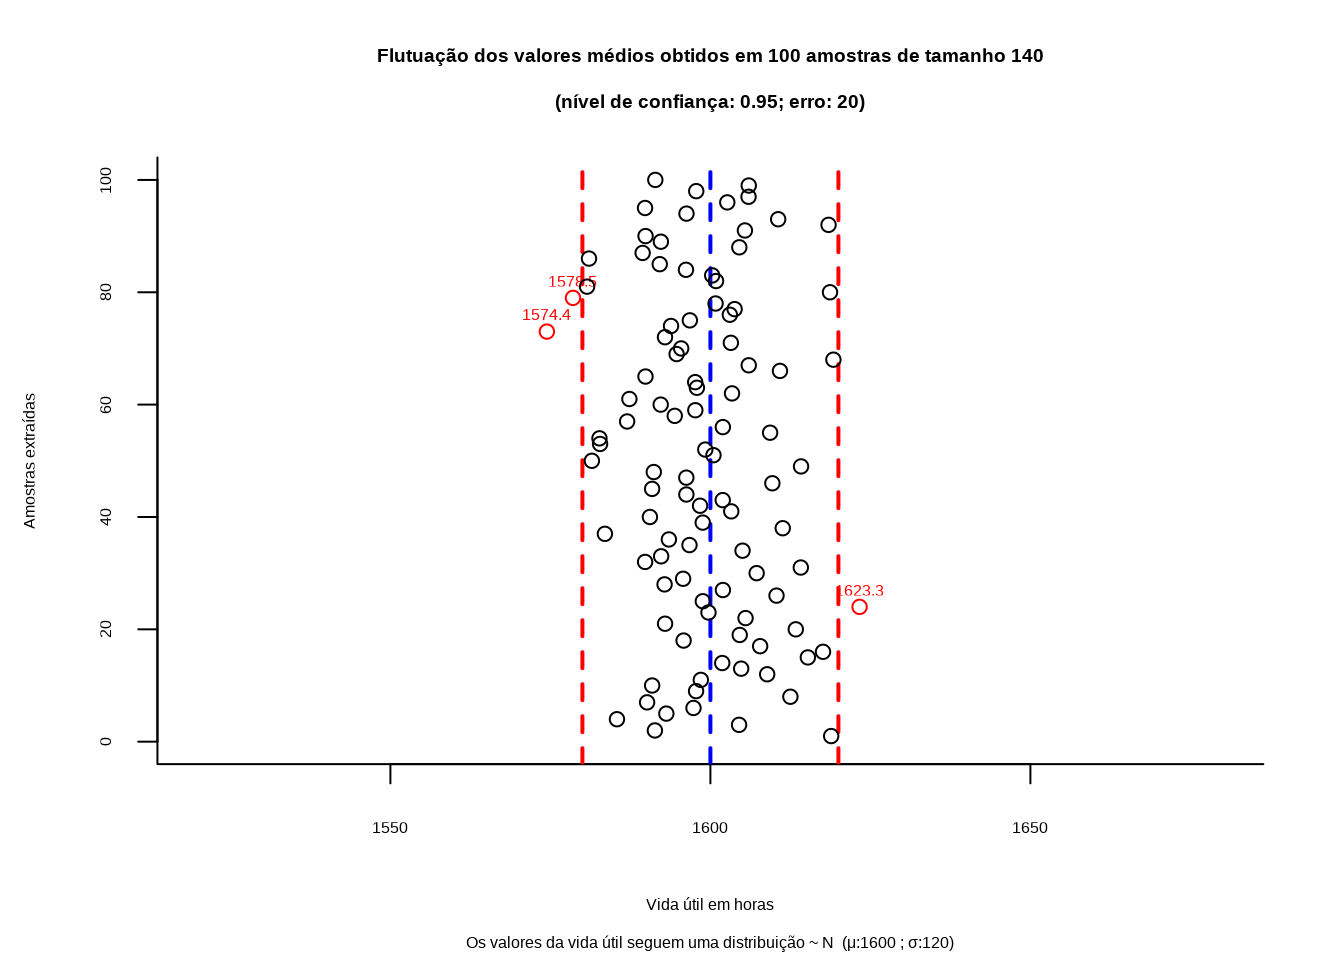 Flutuação dos valores médios obtidos em 100 amostras de tamanho 140
(nível de confiança: 0.95; erro: 20)
Amostras extraídas
100
80
60
40
20
0
1578.5
1574.4
1623.3
1550
1600
1650
Vida útil em horas
Os valores da vida útil seguem uma distribuição ~ N (μ:1600 ; σ:120)